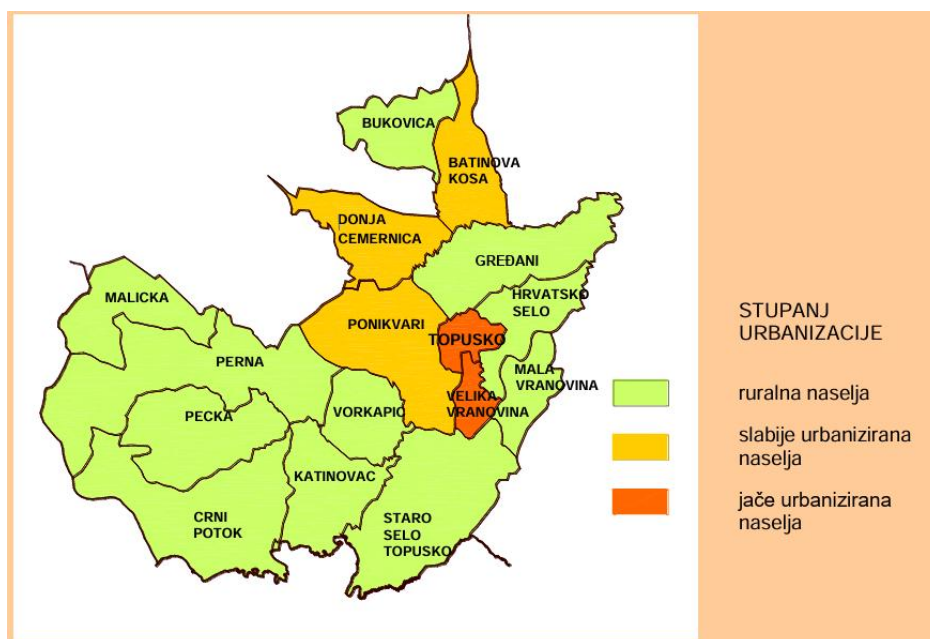 BUKOVICA
BATINOVA
KOSA
DONJA
CEMERNICA
GREĐANI
MALICKA
HRVATSKO
SELO
PONIKVARI
TOPUSKO
PERNA
MALA
VRANOVINA
PECKA
VORKAPIĆ
VELIKA
VRANOVINA
KATINOVAC
CRNI
POTOK
STARO
SELO
TOPUSKO
STUPANJ
URBANIZACIJE
ruralna naselja
slabije urbanizirana
naselja
jače urbanizirana
naselja